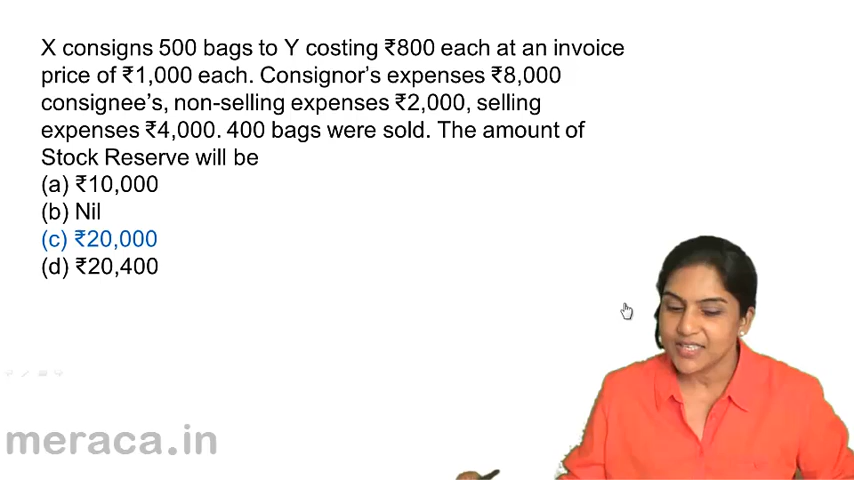 X consigns 500 bags to Y costing ₹800 each at an invoice
price of ₹1,000 each. Consignor’s expenses ₹8,000
consignee’s, non-selling expenses ₹2,000, selling
expenses ₹4,000. 400 bags were sold. The amount of
Stock Reserve will be
(a) ₹10,000
(b) Nil
(c) ₹20,000
(d) ₹20,400
meraca.in